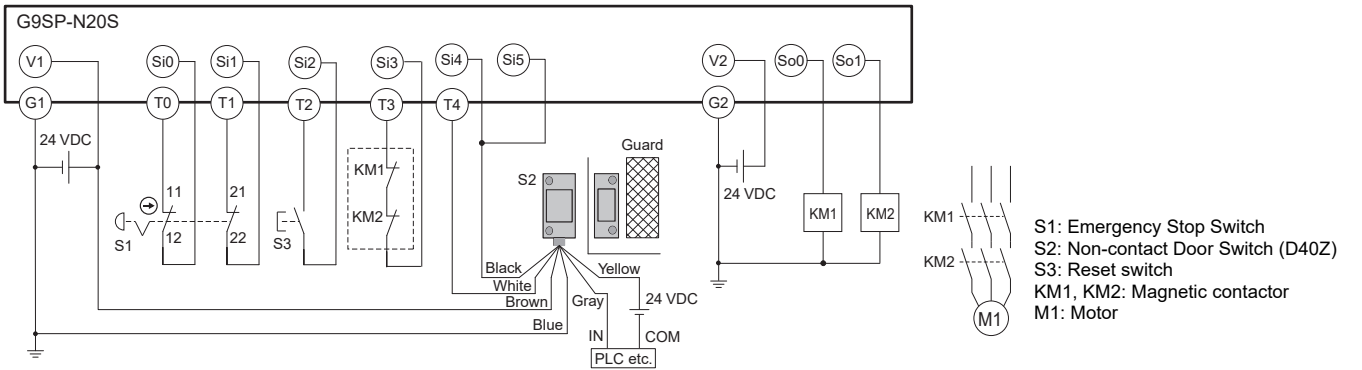 G9SP-N20S
V1 Si0 Si1 Si2 Si3 Si4 Si5 V2 So0 So1
G1 T0 T1 T2 T3 T4 G2
24 VDC
11 21
12 22
S1
S3
KM1
KM2
S2
Guard
24 VDC
KM1 KM2
Black
White
Brown
Blue
Gray
Yellow
24 VDC
IN COM
PLC etc.
KM1
KM2
M1
S1: Emergency Stop Switch
S2: Non-contact Door Switch (D40Z)
S3: Reset switch
KM1, KM2: Magnetic contactor
M1: Motor